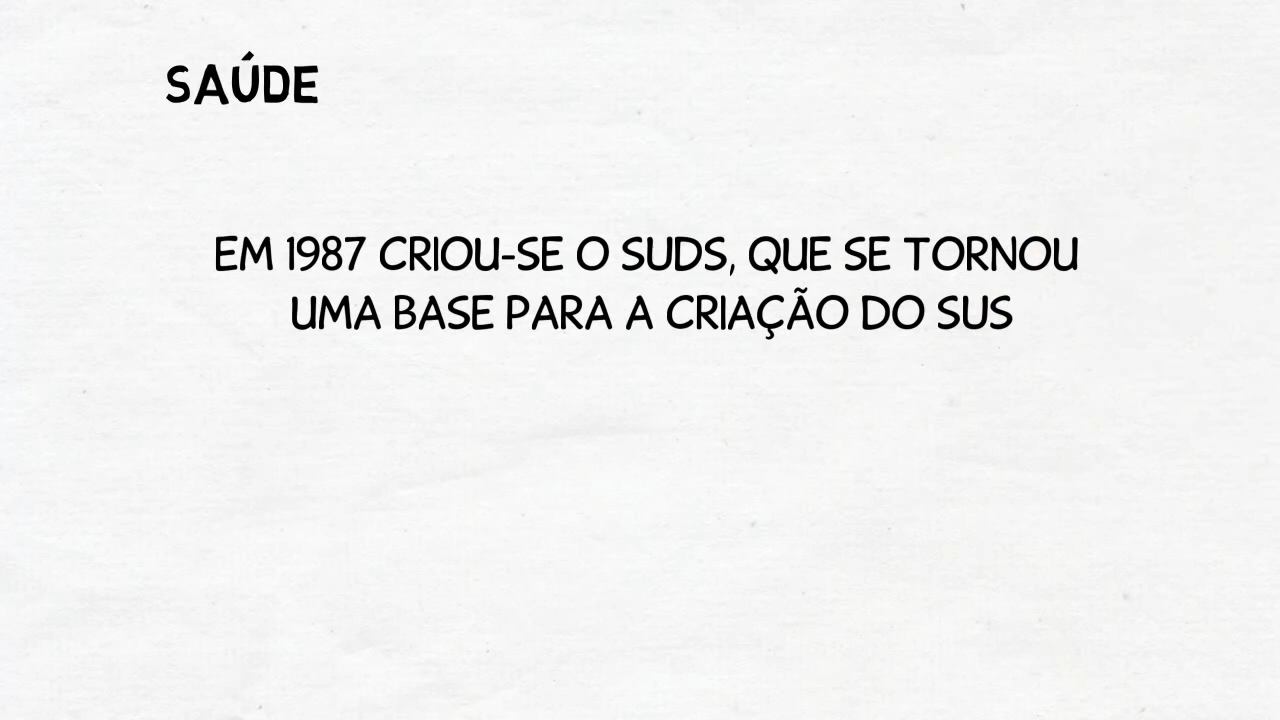 SAÚDE
EM 1987 CRIOU-SE O SUDS, QUE SE TORNOU
UMA BASE PARA A CRIAÇÃO DO SUS